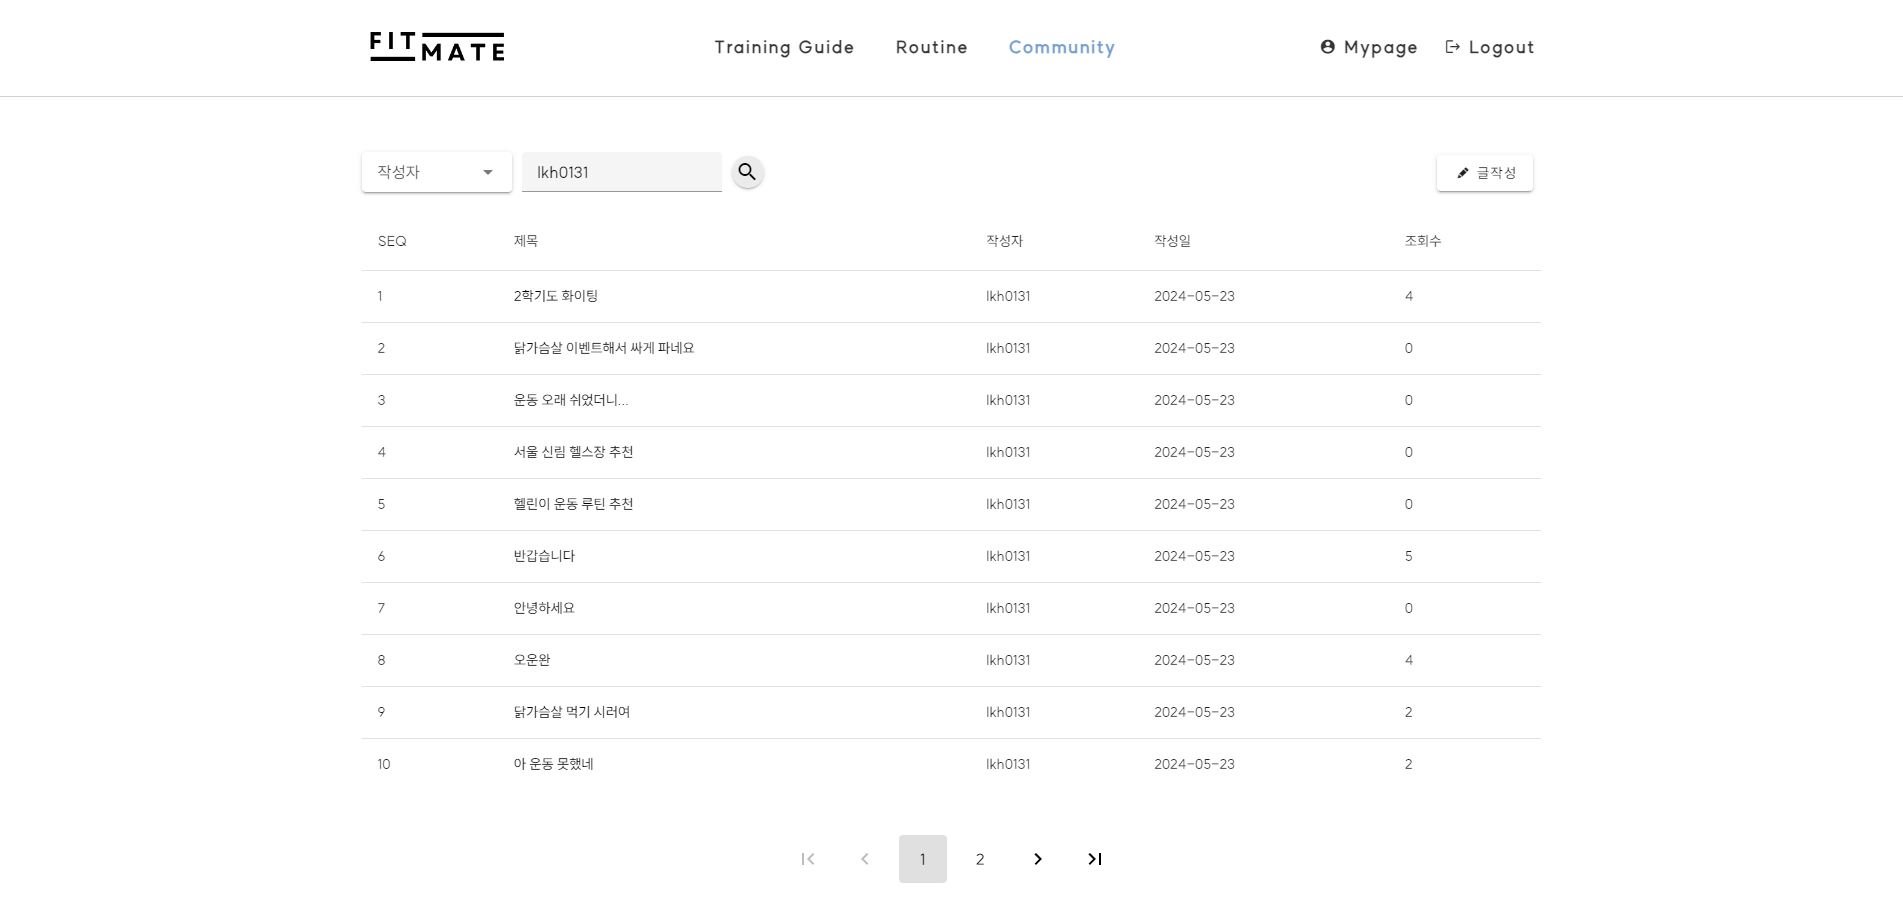 FIT MATE Training Guide Routine Community Mypage Logout
작성자 lkh0131 글작성
SEQ 제목 작성자 작성일 조회수
1 2학기도 화이팅 lkh0131 2024-05-23 4
2 닭가슴살 이벤트해서 싸게 파네요 lkh0131 2024-05-23 0
3 운동 오래 쉬었더니... lkh0131 2024-05-23 0
4 서울 신림 헬스장 추천 lkh0131 2024-05-23 0
5 헬린이 운동 루틴 추천 lkh0131 2024-05-23 0
6 반갑습니다 lkh0131 2024-05-23 5
7 안녕하세요 lkh0131 2024-05-23 0
8 오운완 lkh0131 2024-05-23 4
9 닭가슴살 먹기 시러여 lkh0131 2024-05-23 2
10 아 운동 못했네 lkh0131 2024-05-23 2
1 2